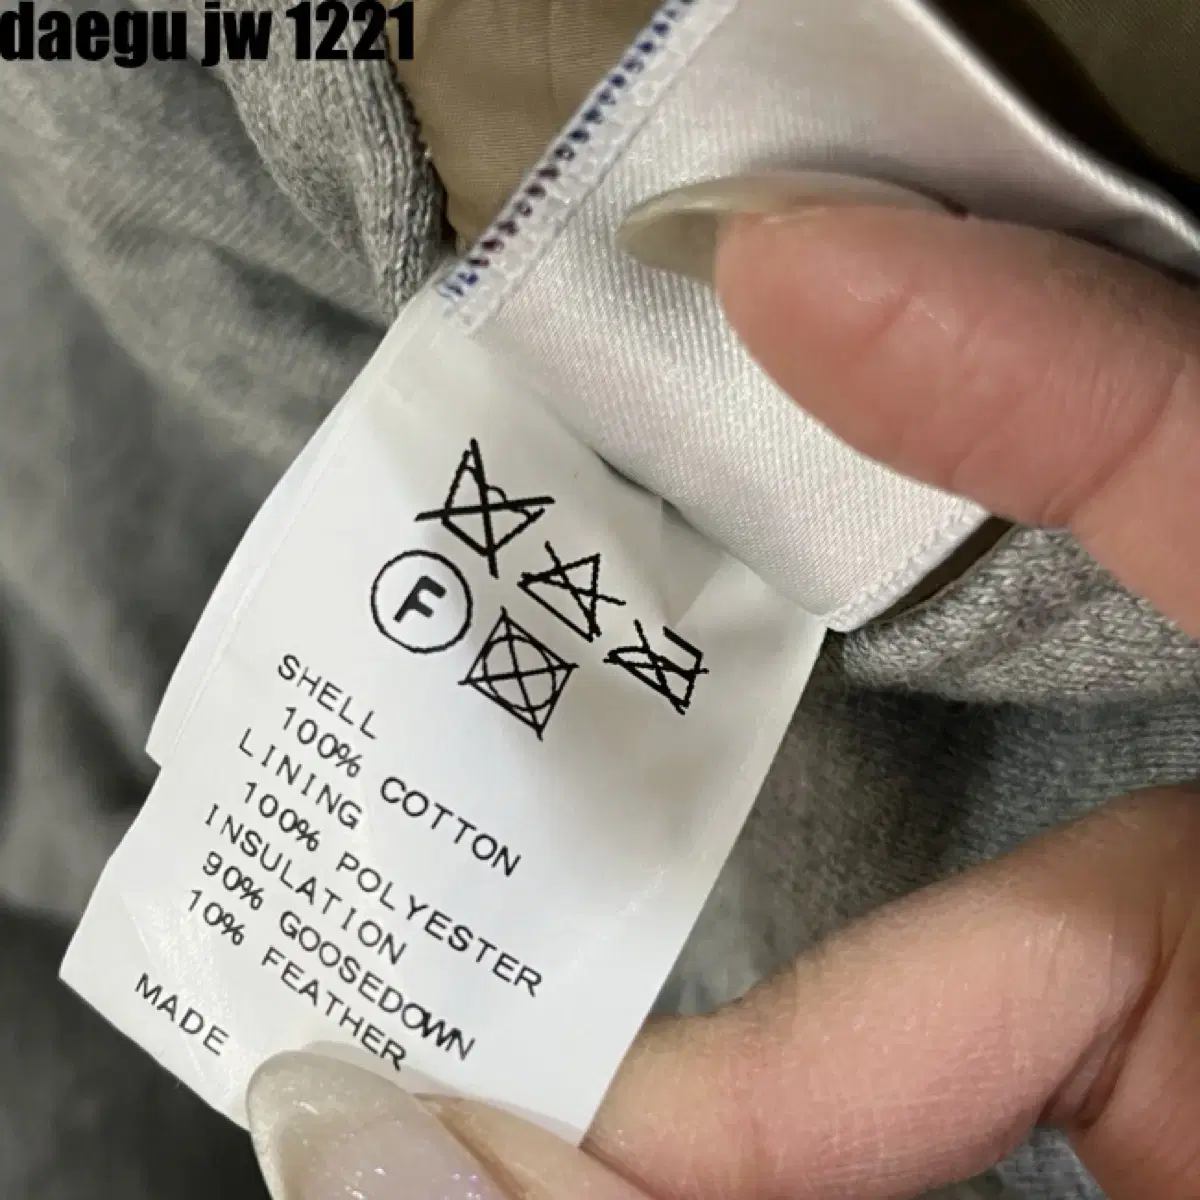 daegu jw 1221
F
SHELL
100% COTTON
LINING
100% POLYESTER
INSULATION
90% GOOSEDOWN
10% FEATHER
MADE